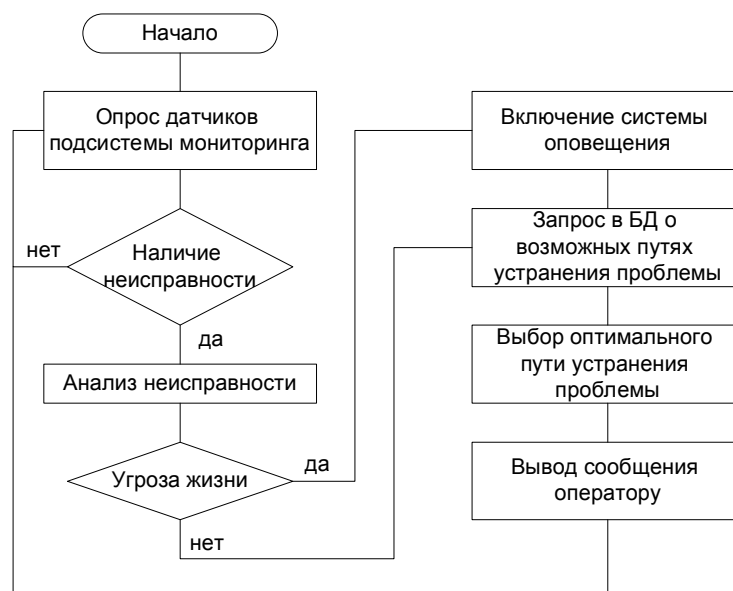 Начало
Опрос датчиков
подсистемы мониторинга
нет
Наличие
неисправности
да
Анализ неисправности
Угроза жизни
да
нет
Включение системы
оповещения
Запрос в БД о
возможных путях
устранения проблемы
Выбор оптимального
пути устранения
проблемы
Вывод сообщения
оператору